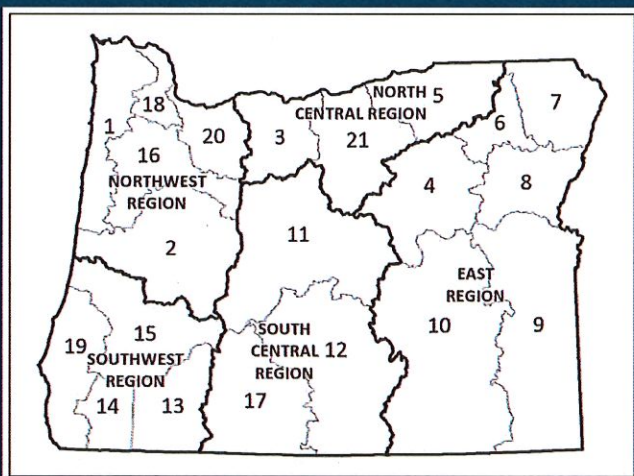 NORTH 5
7
18
CENTRAL REGION
1
20
3
21
6
16
NORTHWEST
REGION
4
8
2
11
EAST
REGION
10
9
15
SOUTH
CENTRAL 12
REGION
19
SOUTHWEST
REGION
14
13
17